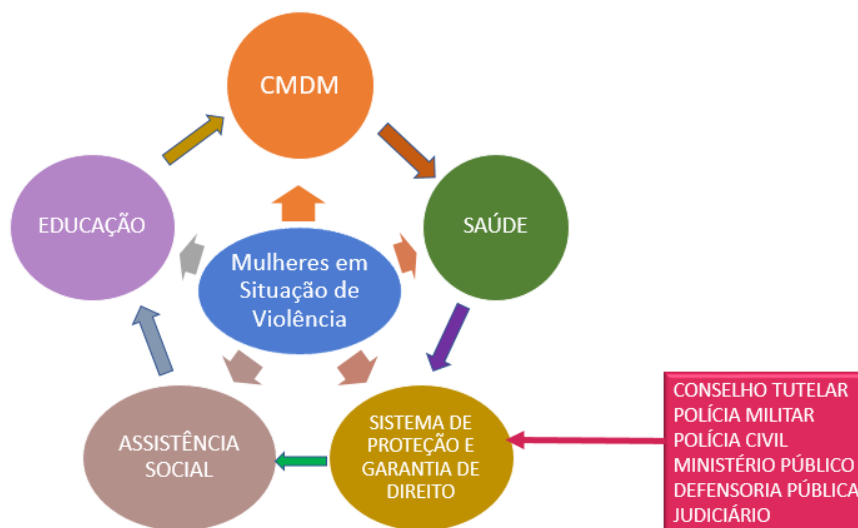 CMDM
EDUCAÇÃO
SAÚDE
Mulheres em
Situação de
Violência
ASSISTÊNCIA
SOCIAL
SISTEMA DE
PROTEÇÃO E
GARANTIA DE
DIREITO
CONSELHO TUTELAR
POLÍCIA MILITAR
POLÍCIA CIVIL
MINISTÉRIO PÚBLICO
DEFENSORIA PÚBLICA
JUDICIÁRIO